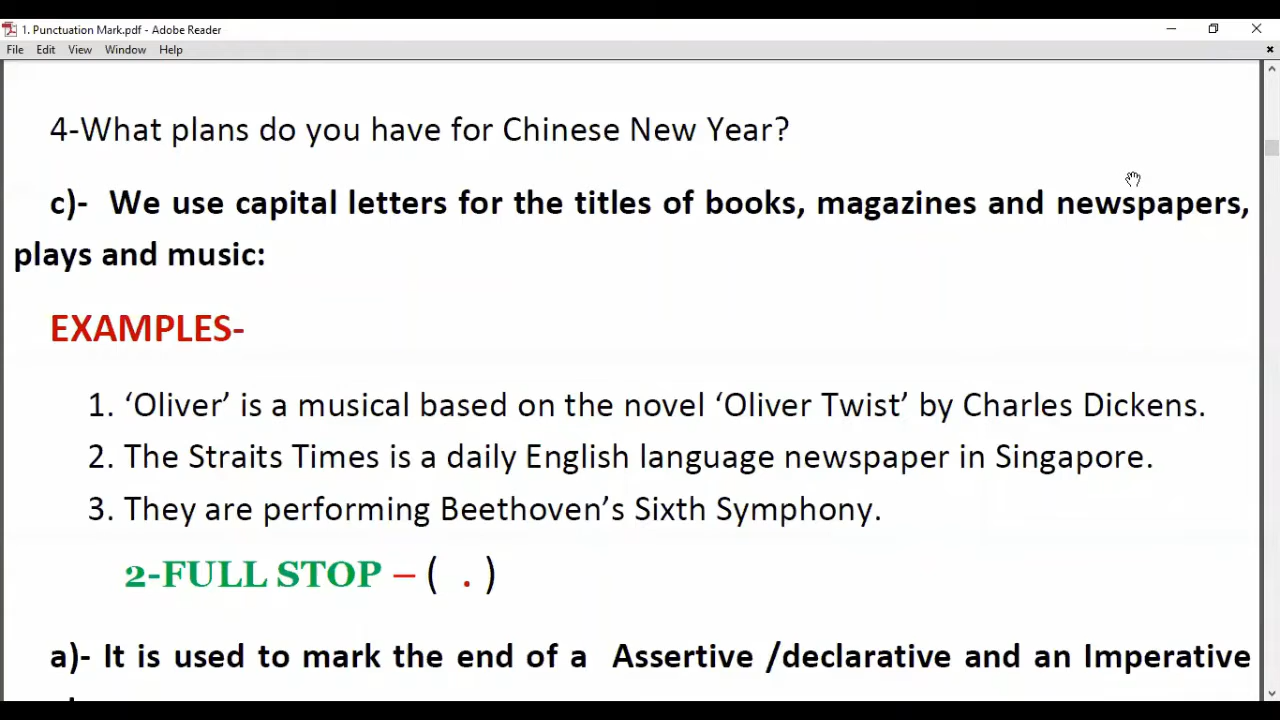 1. Punctuation Mark.pdf - Adobe Reader
File Edit View Window Help
4-What plans do you have for Chinese New Year?
c)- We use capital letters for the titles of books, magazines and newspapers,
plays and music:
EXAMPLES-
1. ‘Oliver’ is a musical based on the novel ‘Oliver Twist’ by Charles Dickens.
2. The Straits Times is a daily English language newspaper in Singapore.
3. They are performing Beethoven’s Sixth Symphony.
2-FULL STOP – ( . )
a)- It is used to mark the end of a Assertive /declarative and an Imperative